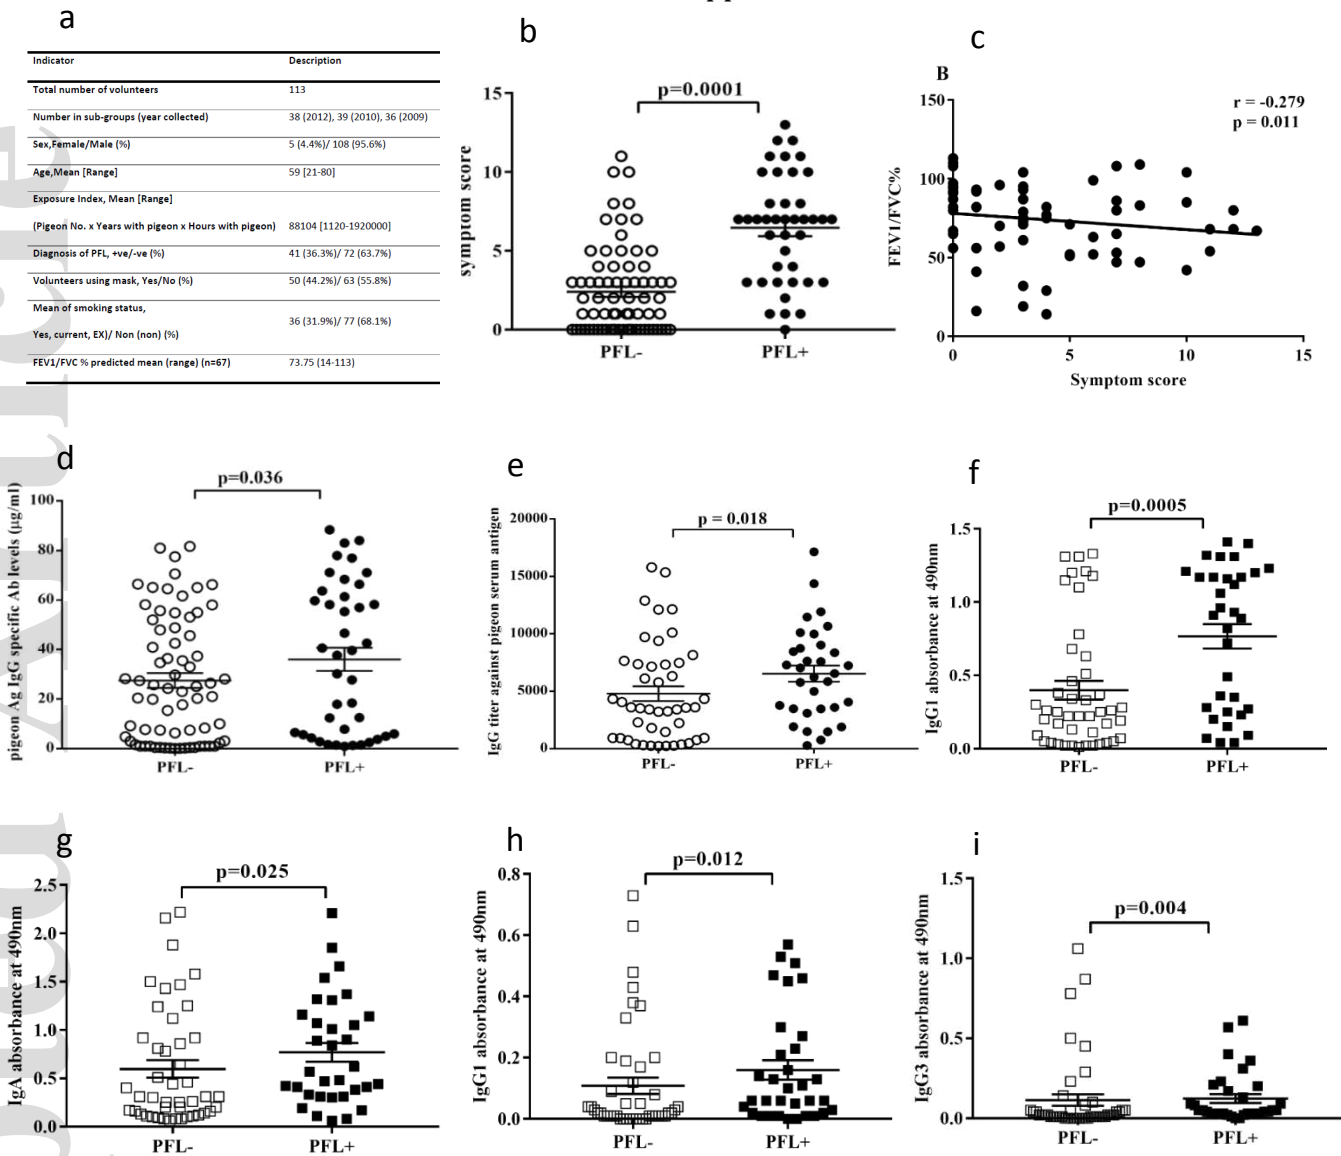 a
Indicator Description
Total number of volunteers 113
Number in sub-groups (year collected) 38 (2012), 39 (2010), 36 (2009)
Sex,Female/Male (%) 5 (4.4%)/ 108 (95.6%)
Age,Mean [Range] 59 [21-80]
Exposure Index, Mean [Range]
(Pigeon No. x Years with pigeon x Hours with pigeon) 88104 [1120-1920000]
Diagnosis of PFL, +ve/-ve (%) 41 (36.3%)/ 72 (63.7%)
Volunteers using mask, Yes/No (%) 50 (44.2%)/ 63 (55.8%)
Mean of smoking status,
Yes, current, EX)/ Non (non) (%) 36 (31.9%)/ 77 (68.1%)
FEV1/FVC % predicted mean (range) (n=67) 73.75 (14-113)
b
p=0.0001
symptom score
15
10
5
0
PFL- PFL+
c
B
r = -0.279
p = 0.011
FEV1/FVC%
150
100
50
0
0 5 10 15
Symptom score
d
p=0.036
pigeon Ag IgG specific Ab levels (µg/ml)
100
80
60
40
20
0
PFL- PFL+
e
p = 0.018
IgG titer against pigeon serum antigen
20000
15000
10000
5000
0
PFL- PFL+
f
p=0.0005
IgG1 absorbance at 490nm
1.5
1.0
0.5
0.0
PFL- PFL+
g
p=0.025
IgA absorbance at 490nm
2.5
2.0
1.5
1.0
0.5
0.0
PFL- PFL+
h
p=0.012
IgG1 absorbance at 490nm
0.8
0.6
0.4
0.2
0.0
PFL- PFL+
i
p=0.004
IgG3 absorbance at 490nm
1.5
1.0
0.5
0.0
PFL- PFL+